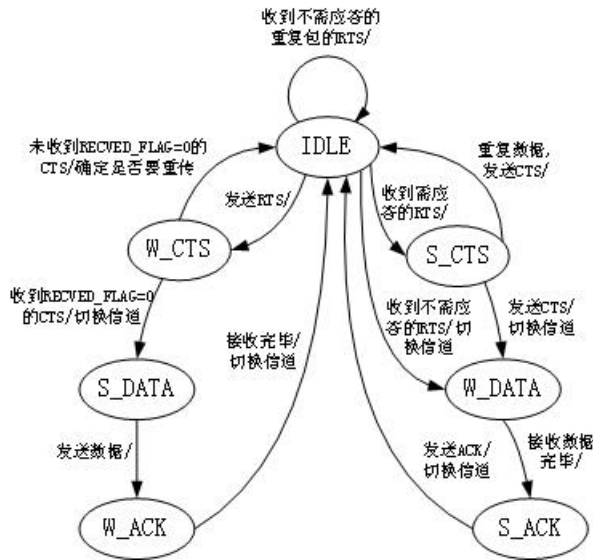 收到不需应答的
重复包的RTS/
IDLE
未收到RECVED_FLAG=0的
CTS/确定是否要重传
重复数据,
发送CTS/
发送RTS/
收到需应
答的RTS/
W_CTS
S_CTS
收到RECVED_FLAG=0
的CTS/切换信道
接收完毕/
切换信道
收到不需应
答的RTS/切
换信道
发送CTS/
切换信道
S_DATA
W_DATA
发送数据/
发送ACK/
切换信道
接收数据
完毕/
W_ACK
S_ACK